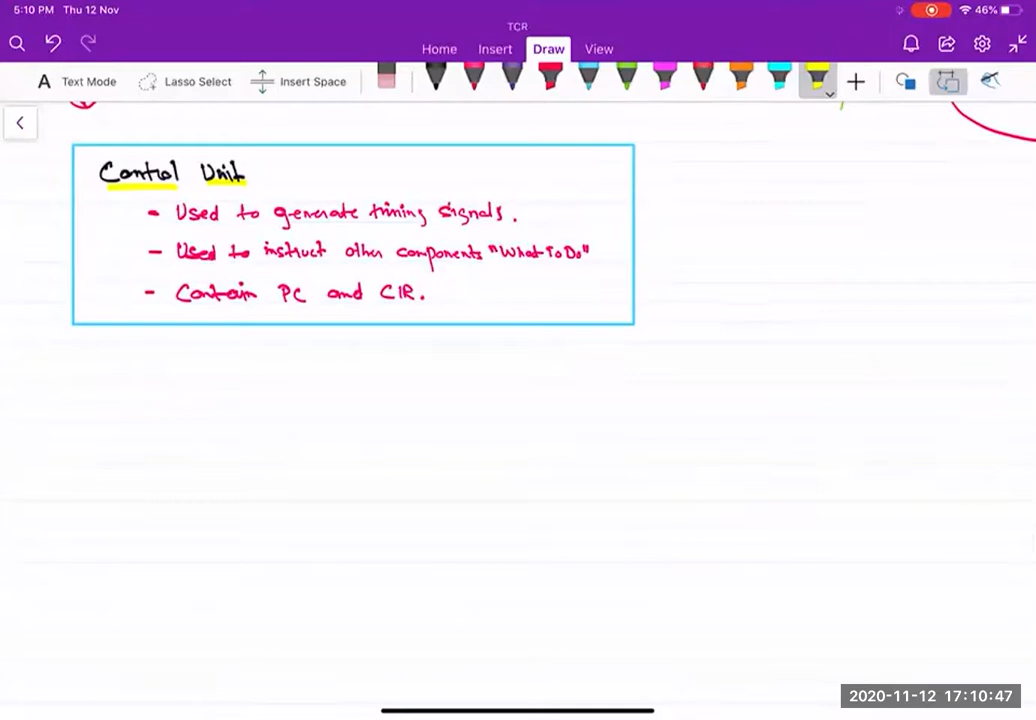 5:10 PM Thu 12 Nov
46%
TCR
Home Insert Draw View
A Text Mode Lasso Select Insert Space
Control Unit
- Used to generate timing signals.
- Used to instruct other components "What To Do"
- Contain PC and CIR.
2020-11-12 17:10:47